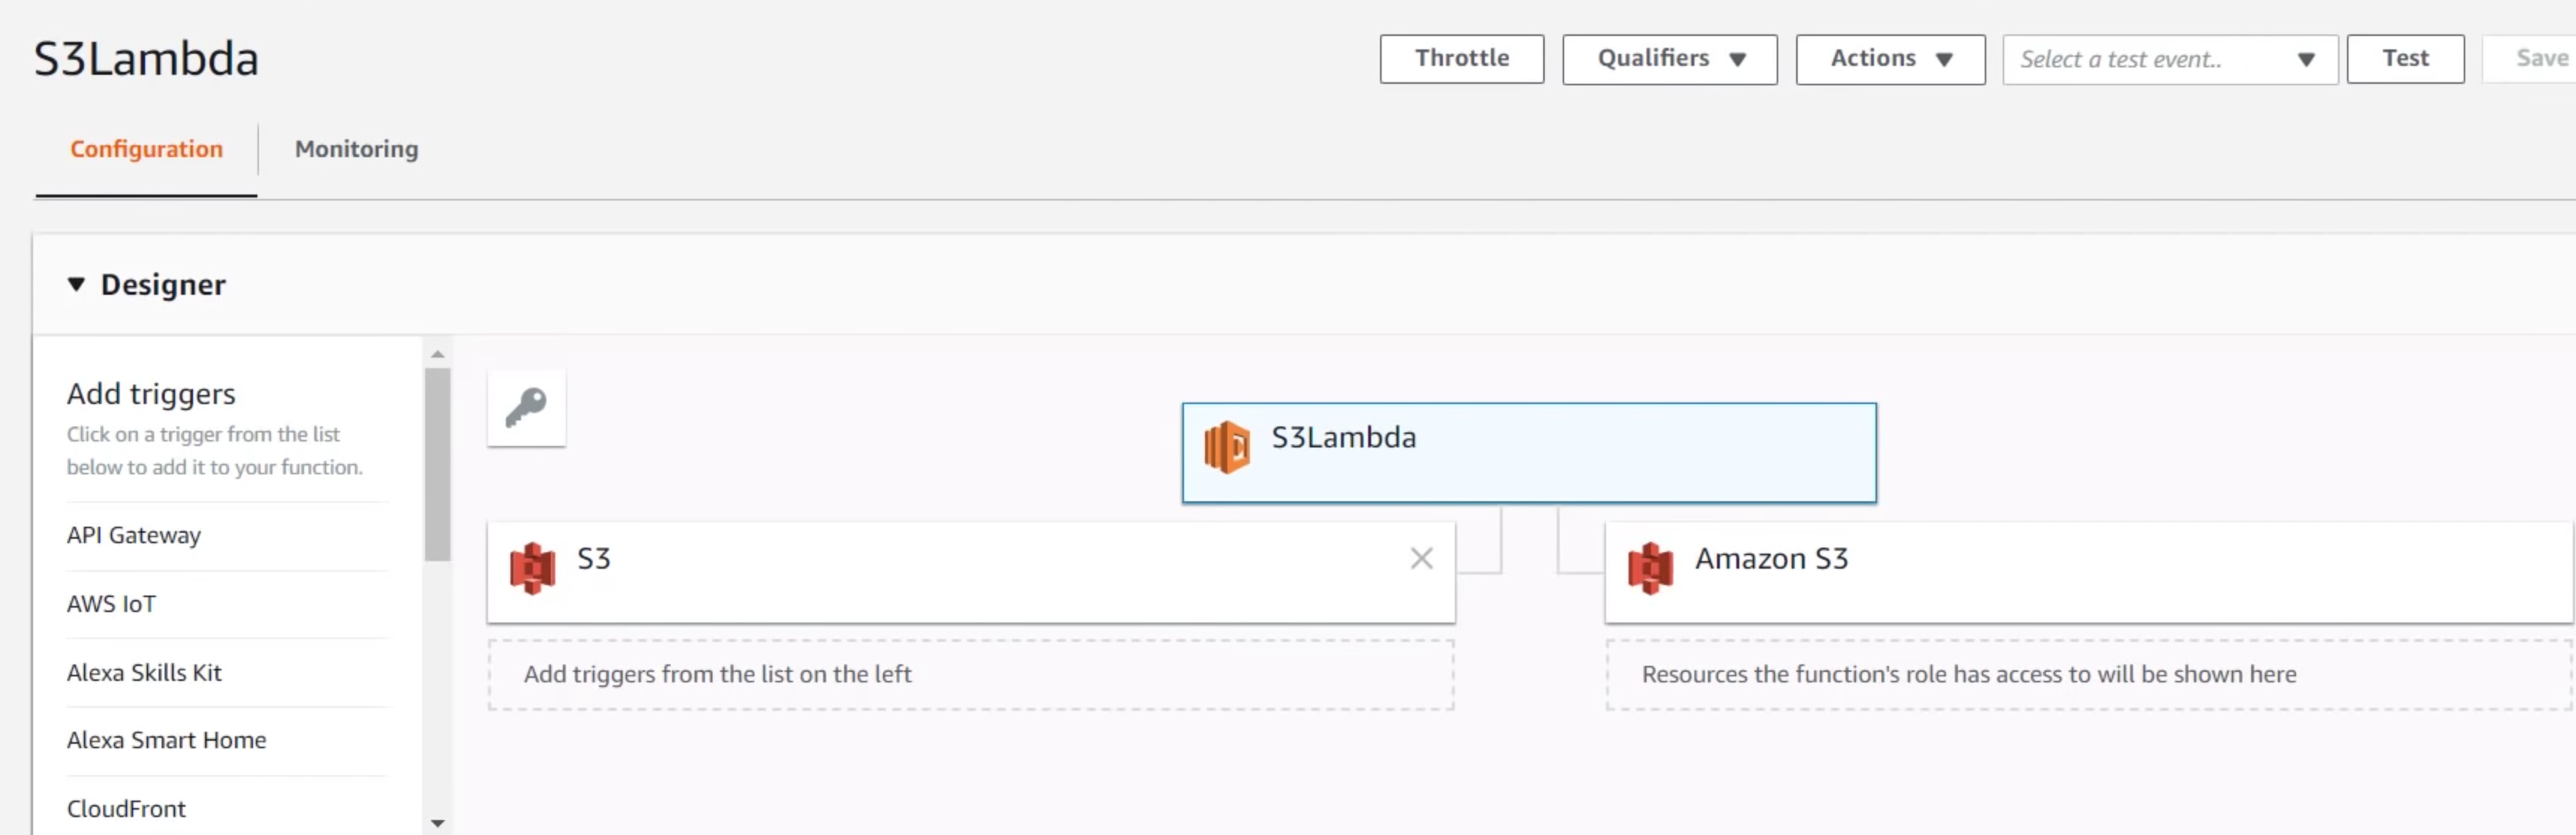 S3Lambda
Throttle
Qualifiers
Actions
Select a test event..
Test
Save
Configuration
Monitoring
Designer
Add triggers
Click on a trigger from the list
below to add it to your function.
API Gateway
AWS IoT
Alexa Skills Kit
Alexa Smart Home
CloudFront
S3Lambda
S3
Amazon S3
Add triggers from the list on the left
Resources the function's role has access to will be shown here